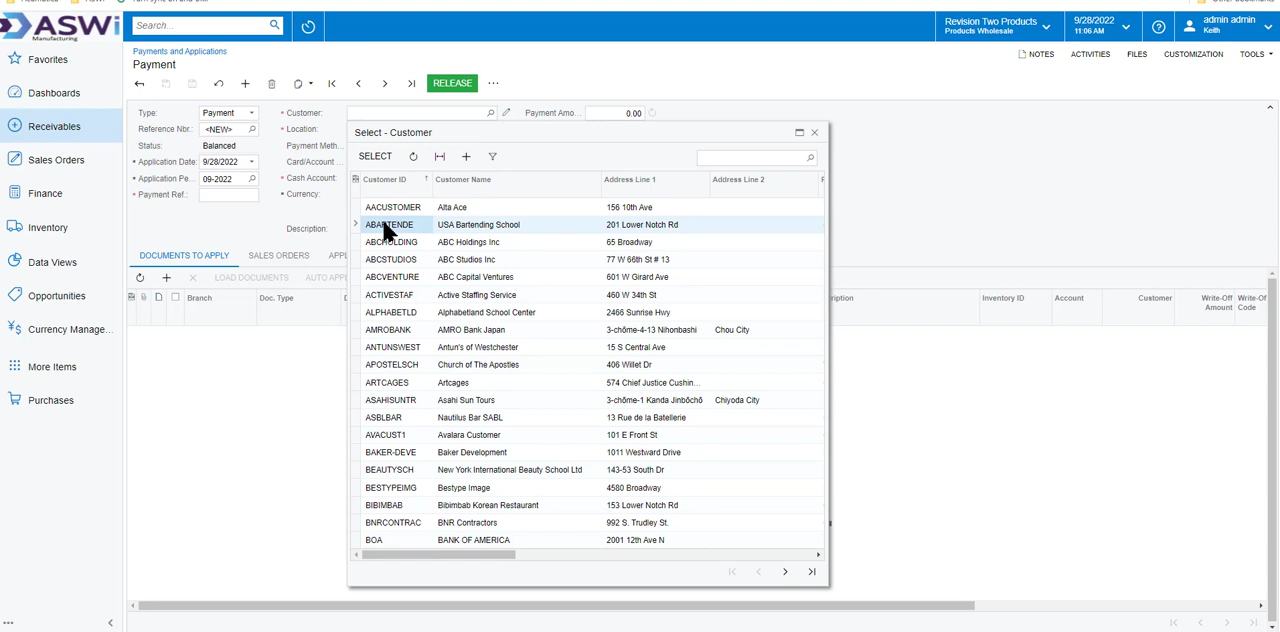 Search...
Revision Two Products
Products Wholesale
9/28/2022
11:06 AM
admin admin
Keith
ASWi
Manufacturing
Payments and Applications
Payment
NOTES ACTIVITIES FILES CUSTOMIZATION TOOLS
RELEASE
Favorites
Dashboards
Receivables
Sales Orders
Finance
Inventory
Data Views
Opportunities
Currency Manage...
More Items
Purchases
Type: Payment
Reference Nbr.: <NEW>
Status: Balanced
Application Date: 9/28/2022
Application Pe... 09-2022
Payment Ref.:
Customer:
Location:
Payment Meth...
Card/Account ...
Cash Account:
Currency:
Description:
Payment Amo... 0.00
DOCUMENTS TO APPLY SALES ORDERS APPL
LOAD DOCUMENTS AUTO APPL
Branch Doc. Type Inventory ID Account Customer Write-Off Amount Write-Of Code
Select - Customer
SELECT
Customer ID Customer Name Address Line 1 Address Line 2
AACUSTOMER Alta Ace 156 10th Ave
ABARTENDE USA Bartending School 201 Lower Notch Rd
ABCHOLDING ABC Holdings Inc 65 Broadway
ABCSTUDIOS ABC Studios Inc 77 W 66th St # 13
ABCVENTURE ABC Capital Ventures 601 W Girard Ave
ACTIVESTAF Active Staffing Service 460 W 34th St
ALPHABETLD Alphabetland School Center 2466 Sunrise Hwy
AMROBANK AMRO Bank Japan 3-chōme-4-13 Nihonbashi Chou City
ANTUNSWEST Antun's of Westchester 15 S Central Ave
APOSTELSCH Church of The Apostles 406 Willet Dr
ARTCAGES Artcages 574 Chief Justice Cushin...
ASAHISUNTR Asahi Sun Tours 3-chōme-1 Kanda Jinbōchō Chiyoda City
ASBLBAR Nautilus Bar SABL 13 Rue de la Batellerie
AVACUST1 Avalara Customer 101 E Front St
BAKER-DEVE Baker Development 1011 Westward Drive
BEAUTYSCH New York International Beauty School Ltd 143-53 South Dr
BESTYPEIMG Bestype Image 4580 Broadway
BIBIMBAB Bibimbab Korean Restaurant 153 Lower Notch Rd
BNRCONTRAC BNR Contractors 992 S. Trudley St.
BOA BANK OF AMERICA 2001 12th Ave N